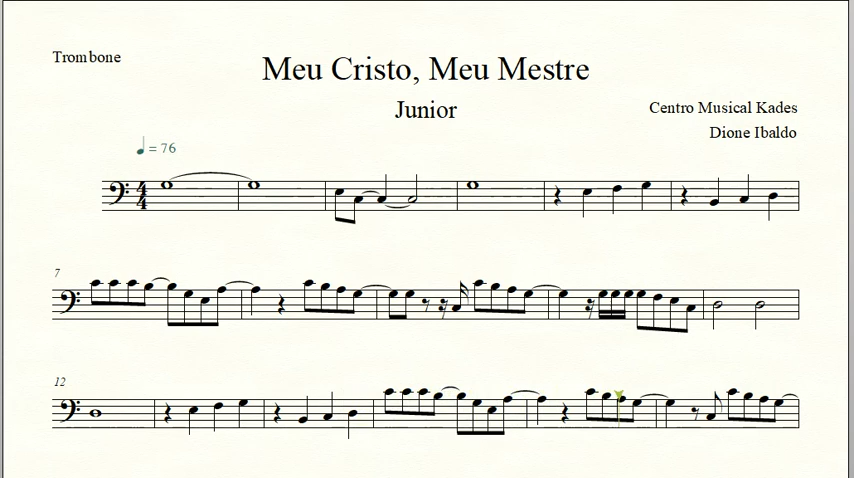 Trombone
Meu Cristo, Meu Mestre
Junior
Centro Musical Kades
Dione Ibaldo
= 76
4
4
7
12